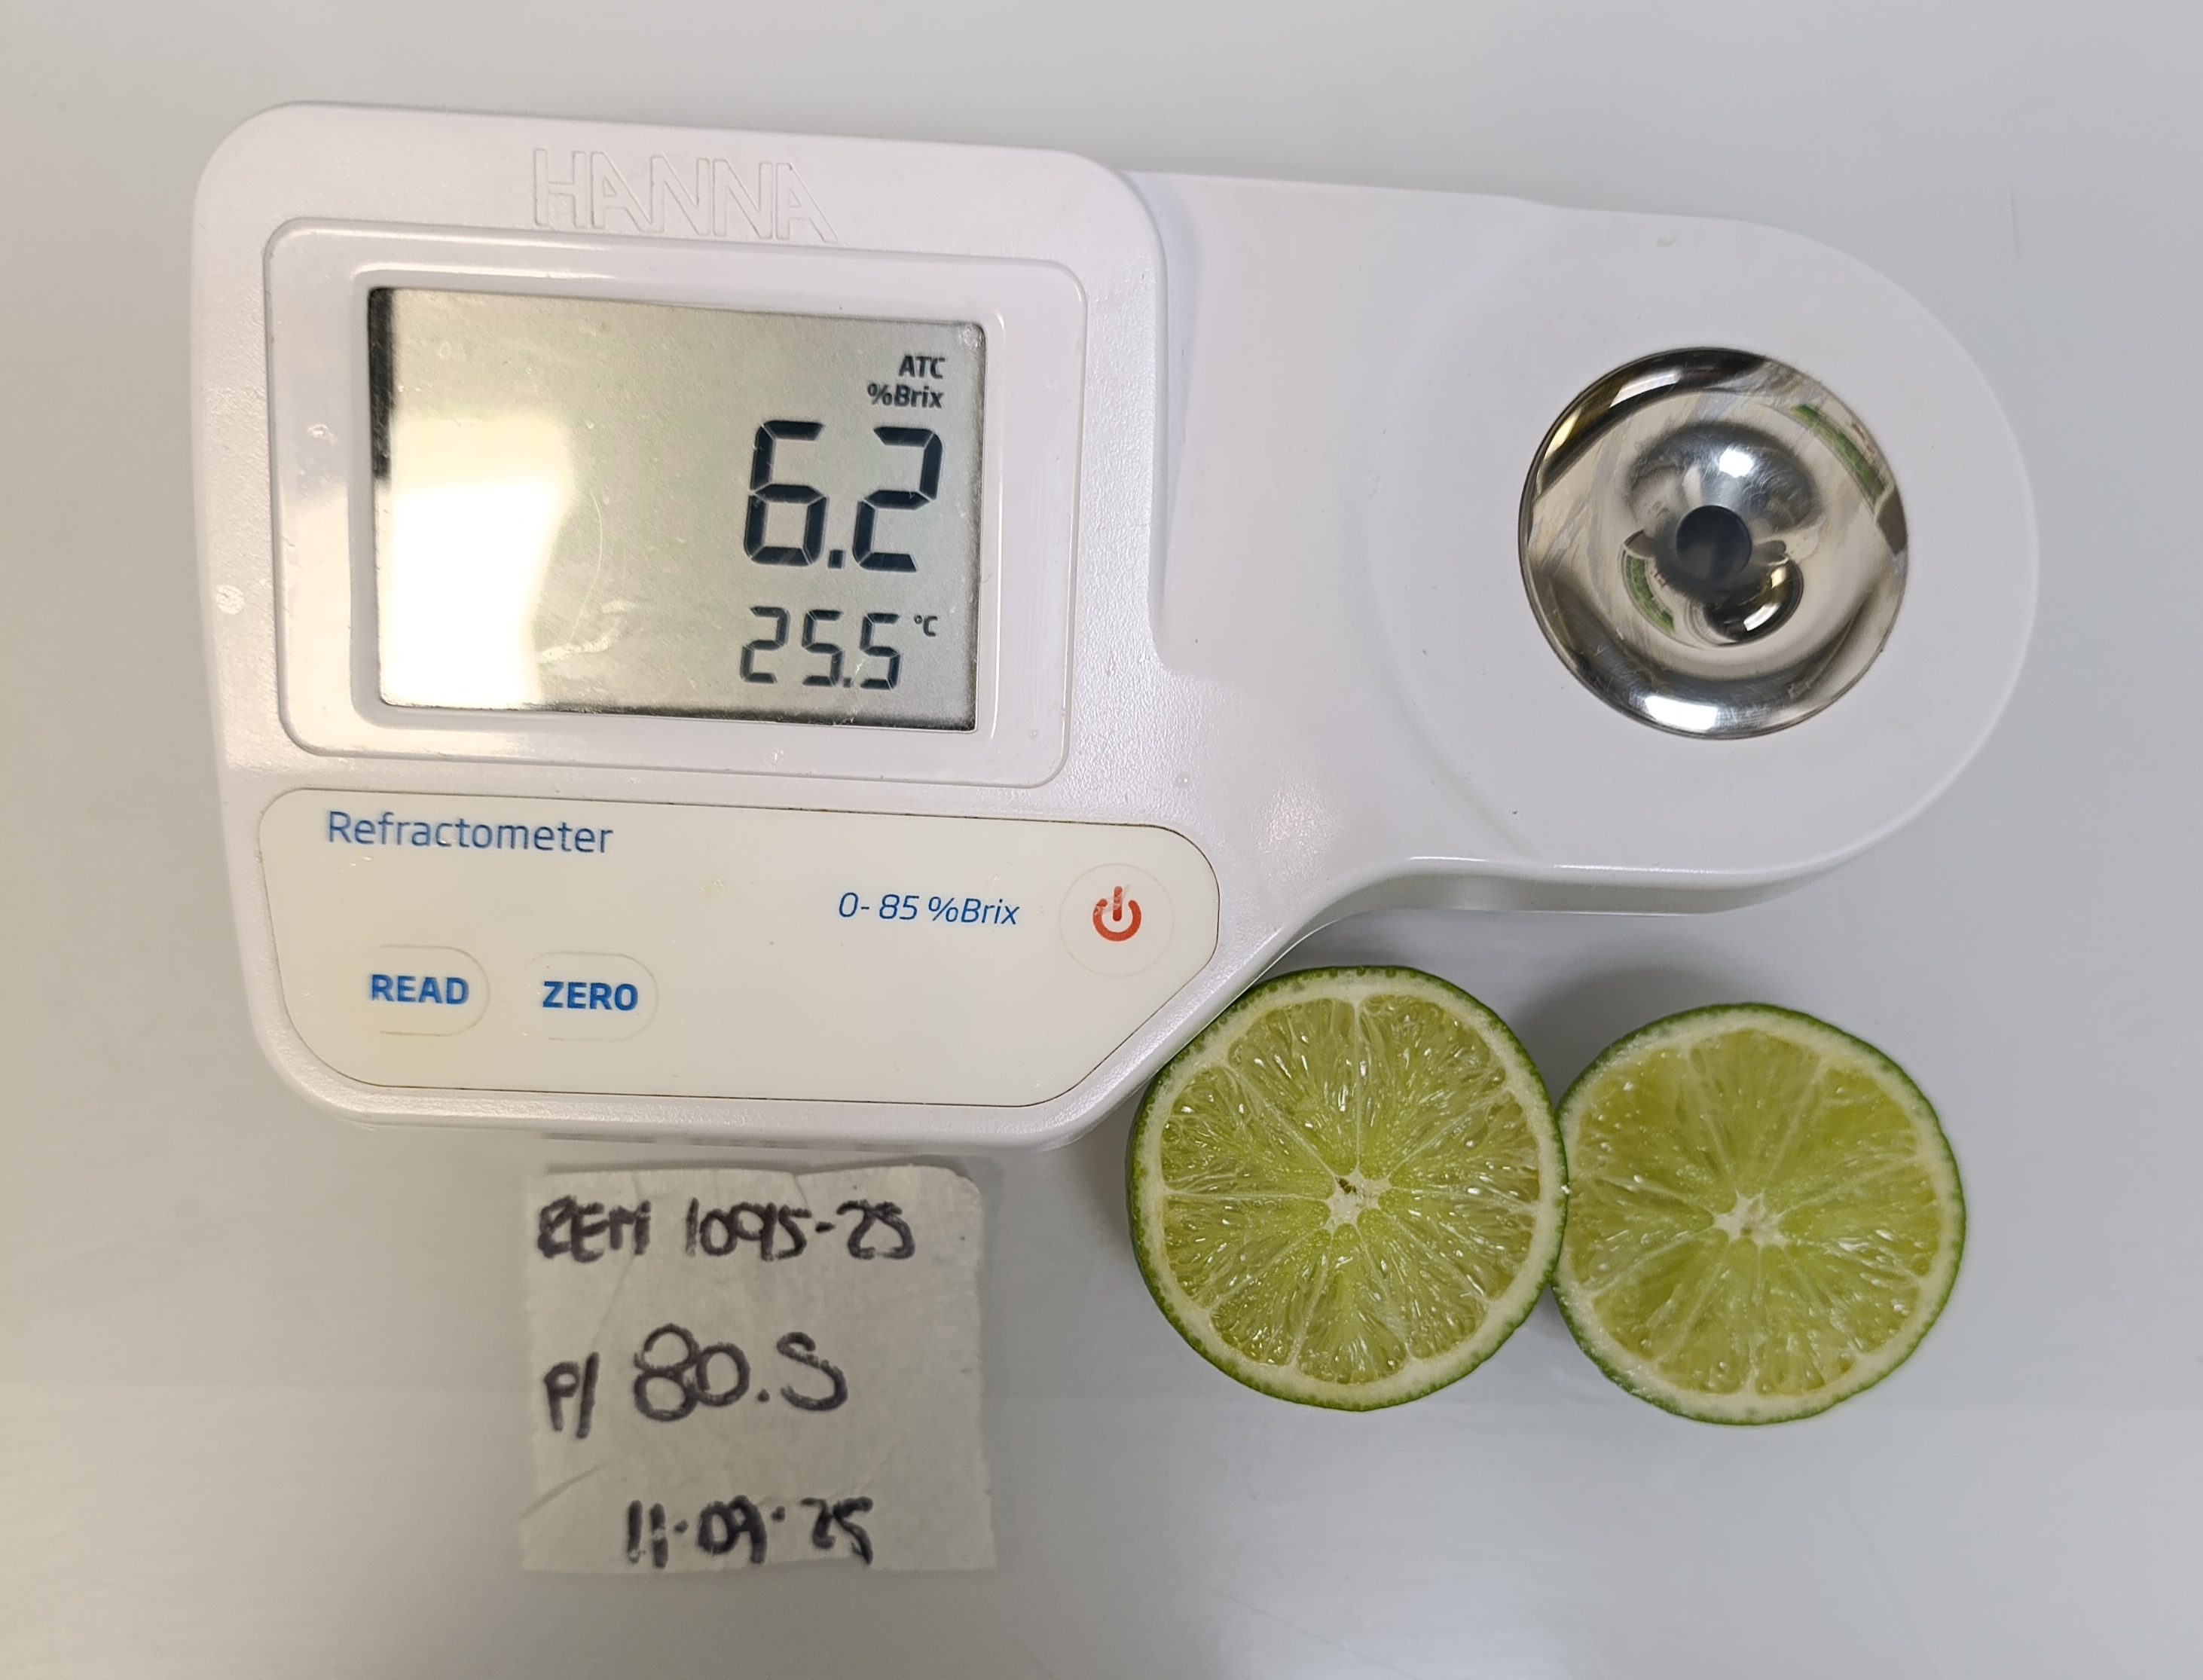 HANNA
ATC
%Brix
6.2
25.5 °C
Refractometer
0-85 %Brix
READ ZERO
REM 1095-25
P/ 80.5
11.09.25